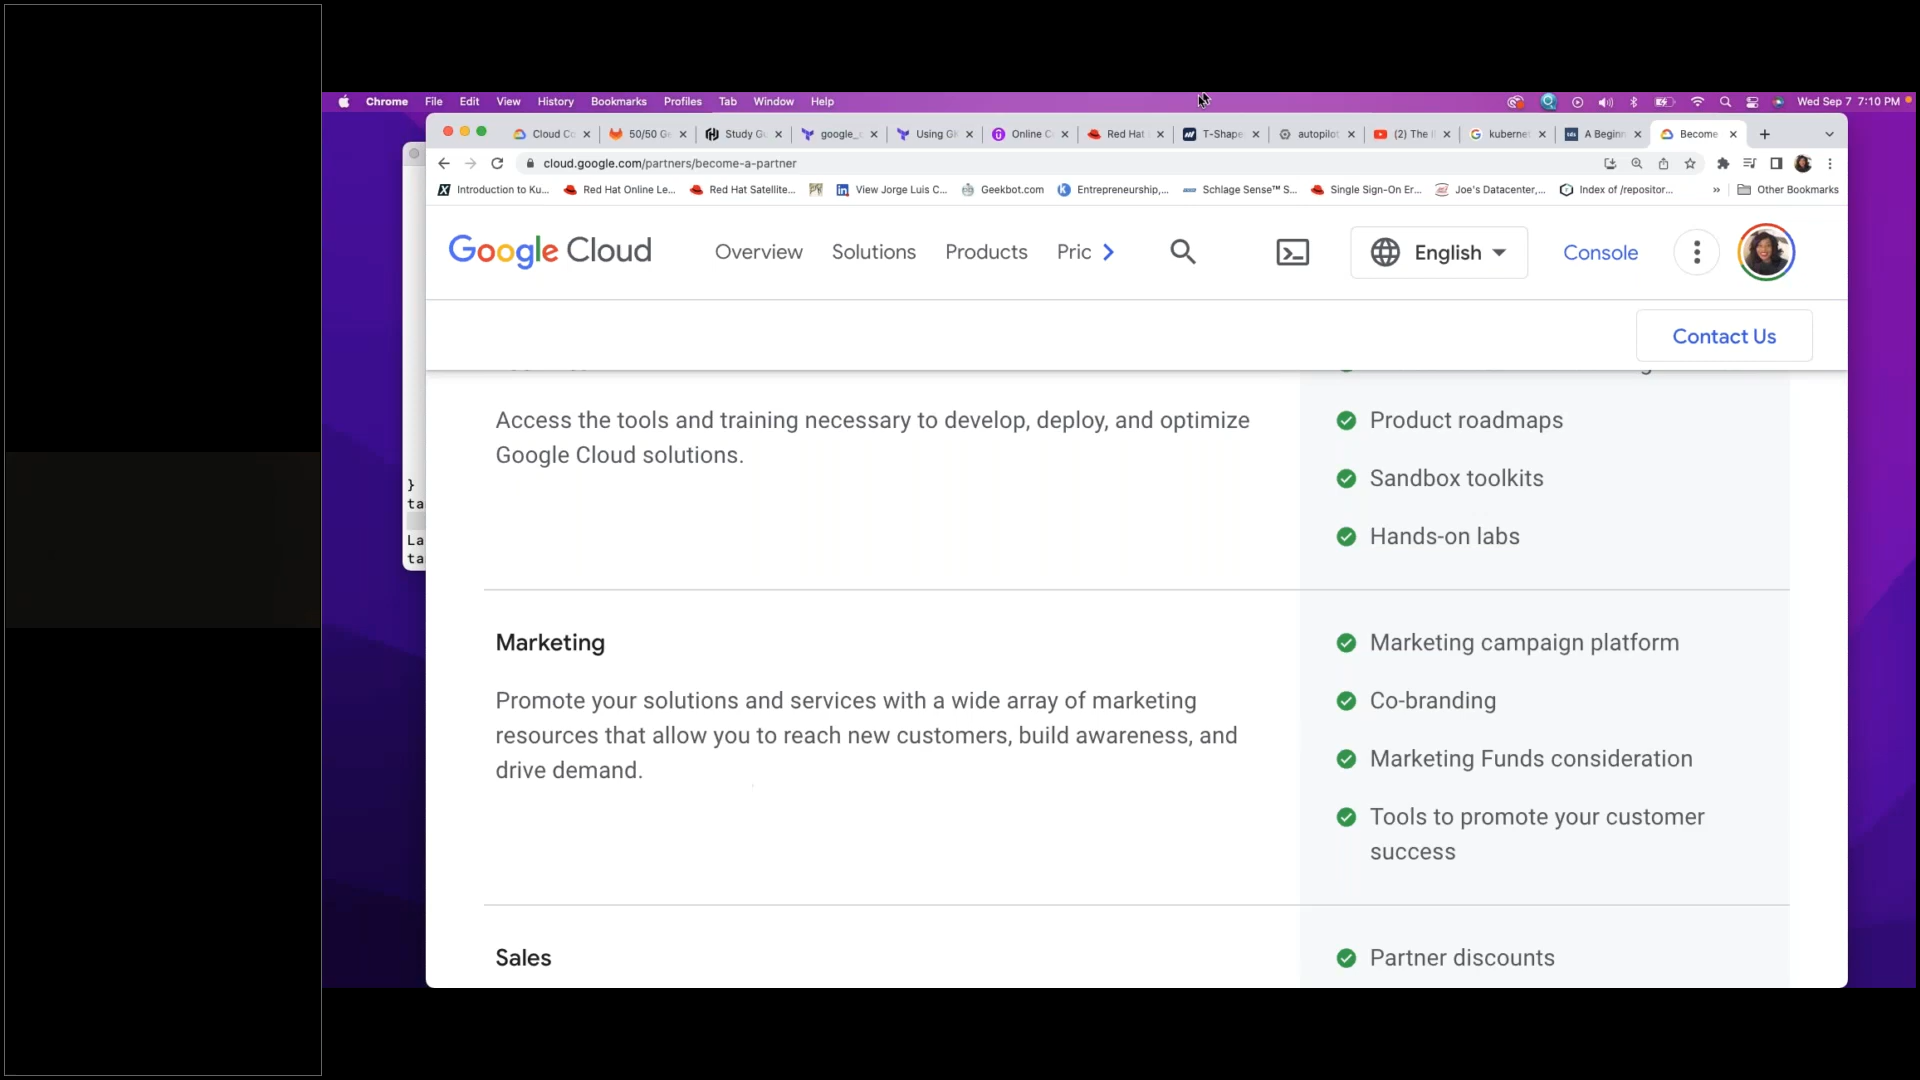 Chrome File Edit View History Bookmarks Profiles Tab Window Help Wed Sep 7 7:10 PM
Cloud Co 50/50 Ge Study Gu google_c Using GK Online C Red Hat T-Shape autopilot (2) The I kubernet A Beginn Become
cloud.google.com/partners/become-a-partner
Introduction to Ku... Red Hat Online Le... Red Hat Satellite... View Jorge Luis C... Geekbot.com Entrepreneurship,... Schlage Sense™ S... Single Sign-On Er... Joe's Datacenter,... Index of /repositor... » Other Bookmarks
Google Cloud Overview Solutions Products Pric English Console
Contact Us
}
ta
La
ta
Access the tools and training necessary to develop, deploy, and optimize
Google Cloud solutions.
Product roadmaps
Sandbox toolkits
Hands-on labs
Marketing
Promote your solutions and services with a wide array of marketing
resources that allow you to reach new customers, build awareness, and
drive demand.
Marketing campaign platform
Co-branding
Marketing Funds consideration
Tools to promote your customer
success
Sales
Partner discounts